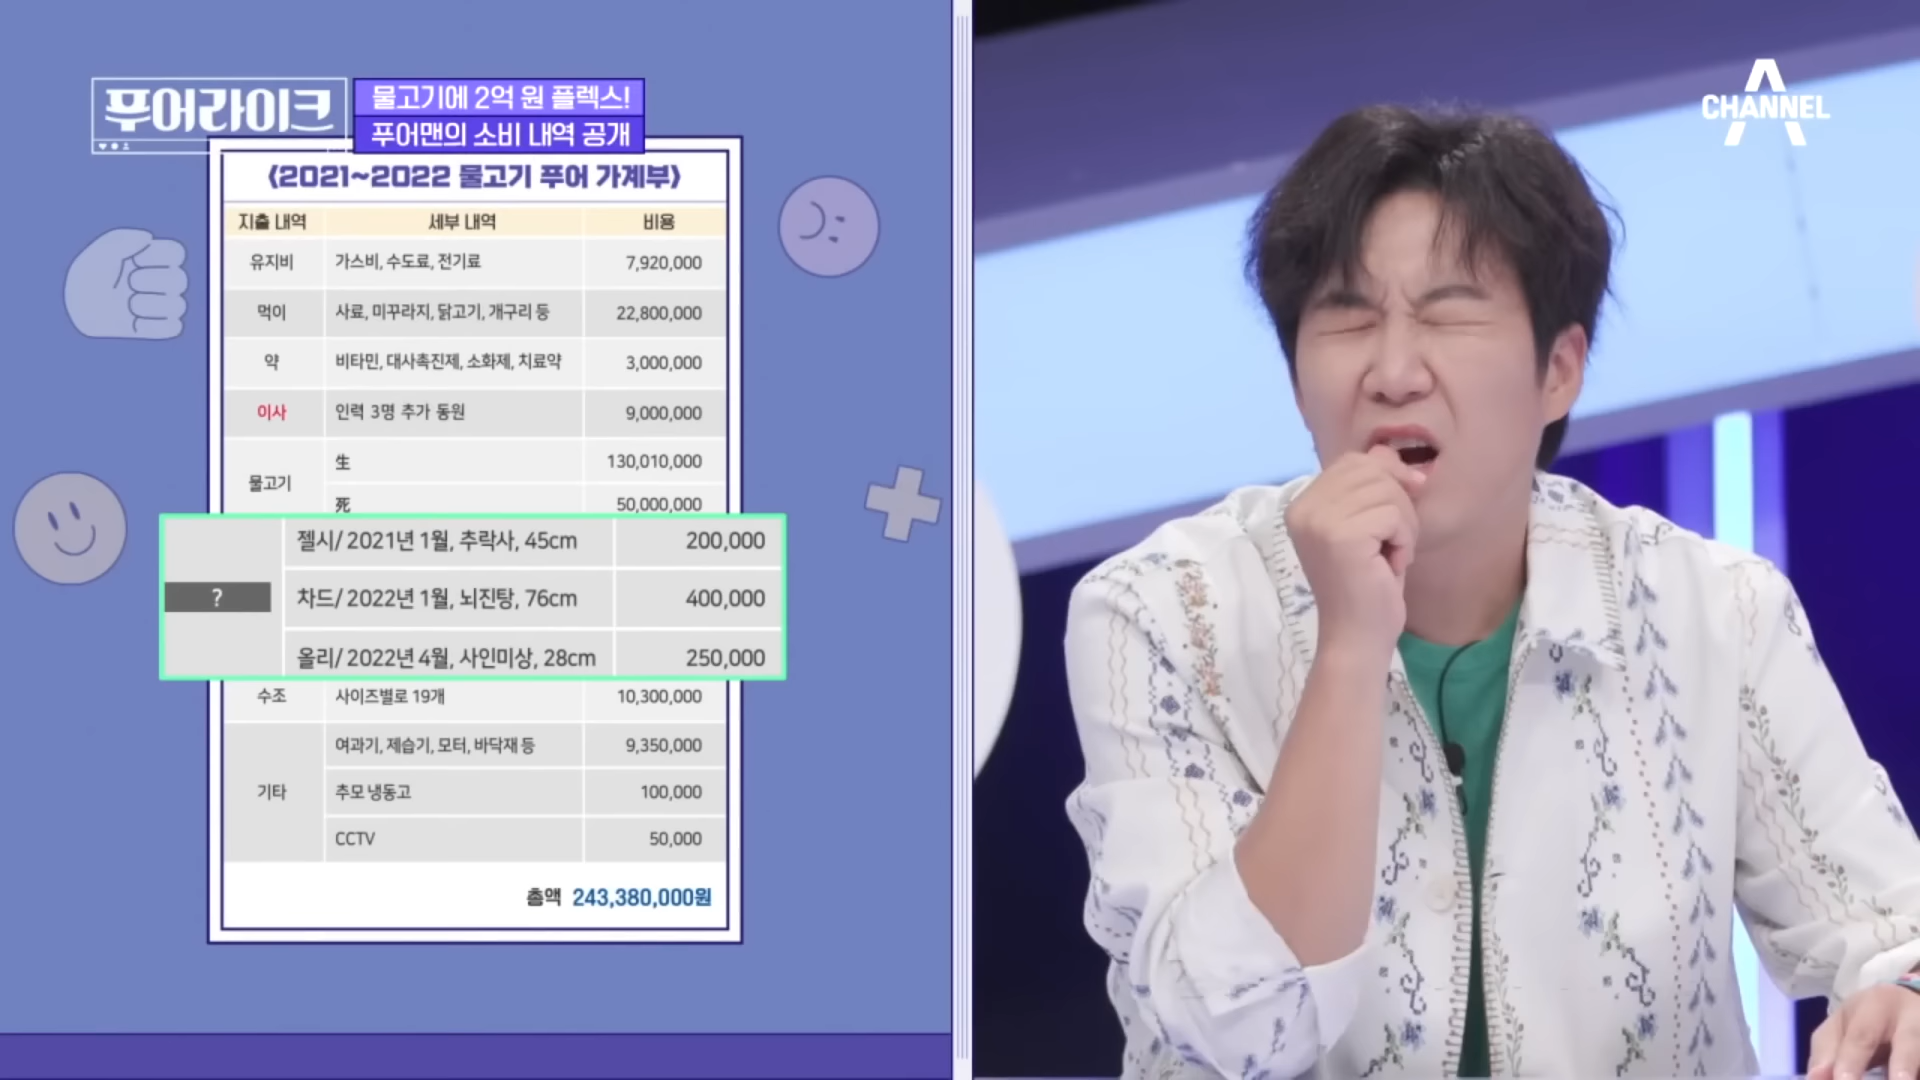 푸어라이크
물고기에 2억 원 플렉스!
푸어맨의 소비 내역 공개
CHANNEL A
〈2021~2022 물고기 푸어 가계부〉
지출 내역 세부 내역 비용
유지비 가스비, 수도료, 전기료 7,920,000
먹이 사료, 미꾸라지, 닭고기, 개구리 등 22,800,000
약 비타민, 대사촉진제, 소화제, 치료약 3,000,000
이사 인력 3명 추가 동원 9,000,000
물고기 生 130,010,000
死 50,000,000
젤시/ 2021년 1월, 추락사, 45cm 200,000
? 차드/ 2022년 1월, 뇌진탕, 76cm 400,000
올리/ 2022년 4월, 사인미상, 28cm 250,000
수조 사이즈별로 19개 10,300,000
기타 여과기, 제습기, 모터, 바닥재 등 9,350,000
추모 냉동고 100,000
CCTV 50,000
총액 243,380,000원